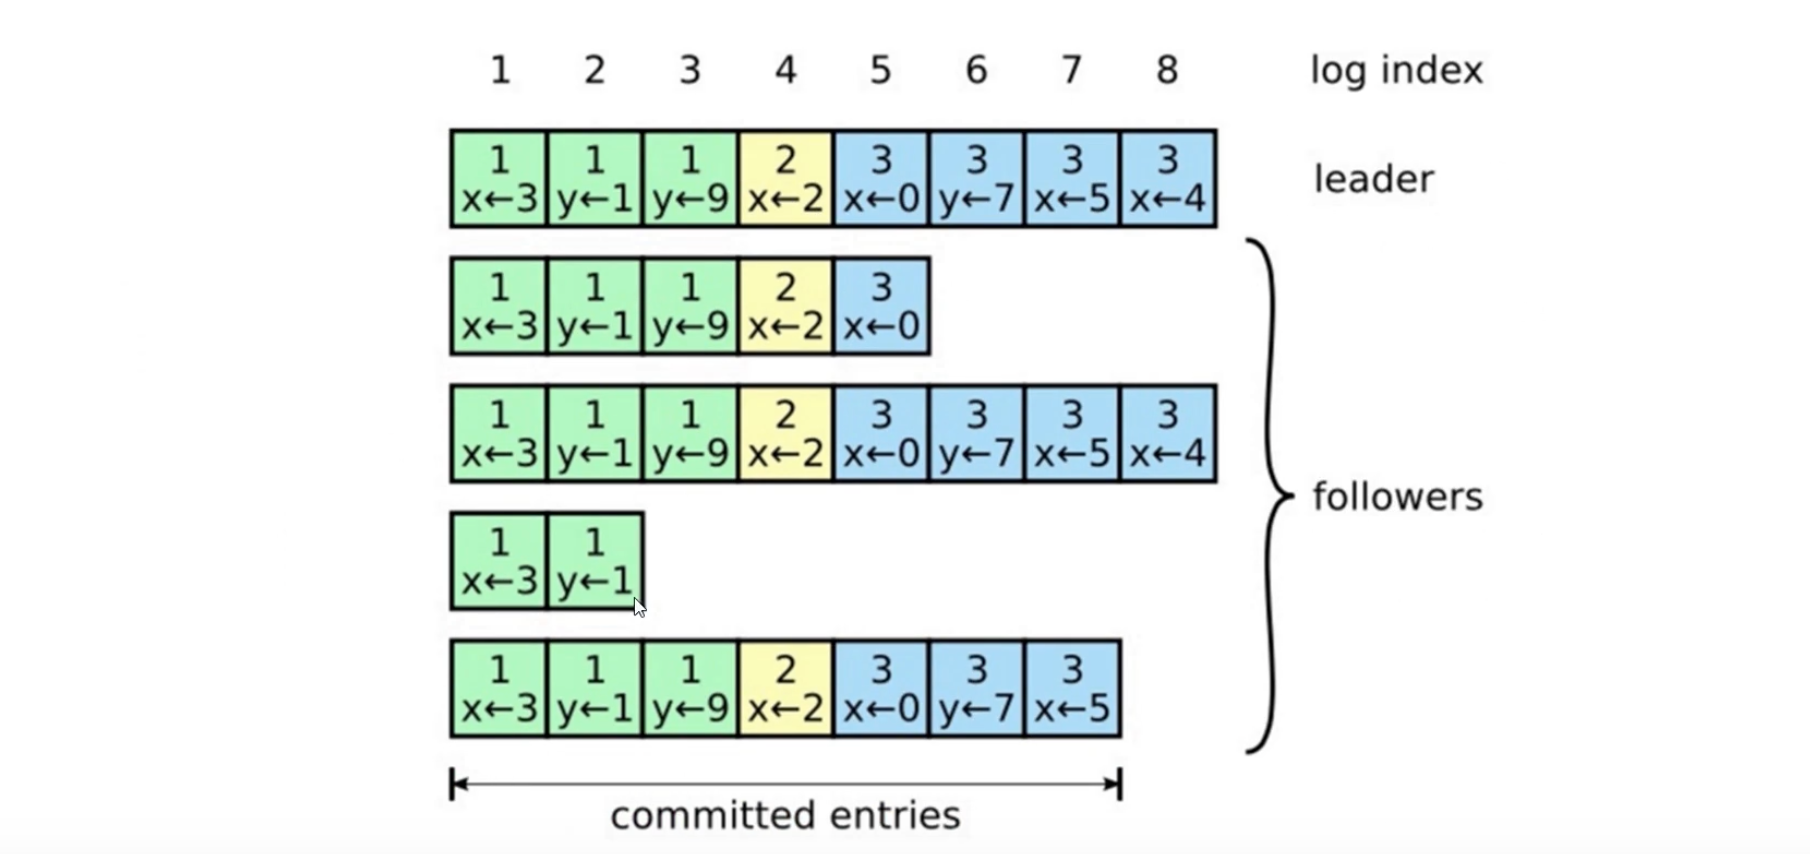 1 2 3 4 5 6 7 8 log index
1 1 1 2 3 3 3 3
x←3 y←1 y←9 x←2 x←0 y←7 x←5 x←4
leader
1 1 1 2 3
x←3 y←1 y←9 x←2 x←0
1 1 1 2 3 3 3 3
x←3 y←1 y←9 x←2 x←0 y←7 x←5 x←4
followers
1 1
x←3 y←1
1 1 1 2 3 3 3
x←3 y←1 y←9 x←2 x←0 y←7 x←5
committed entries